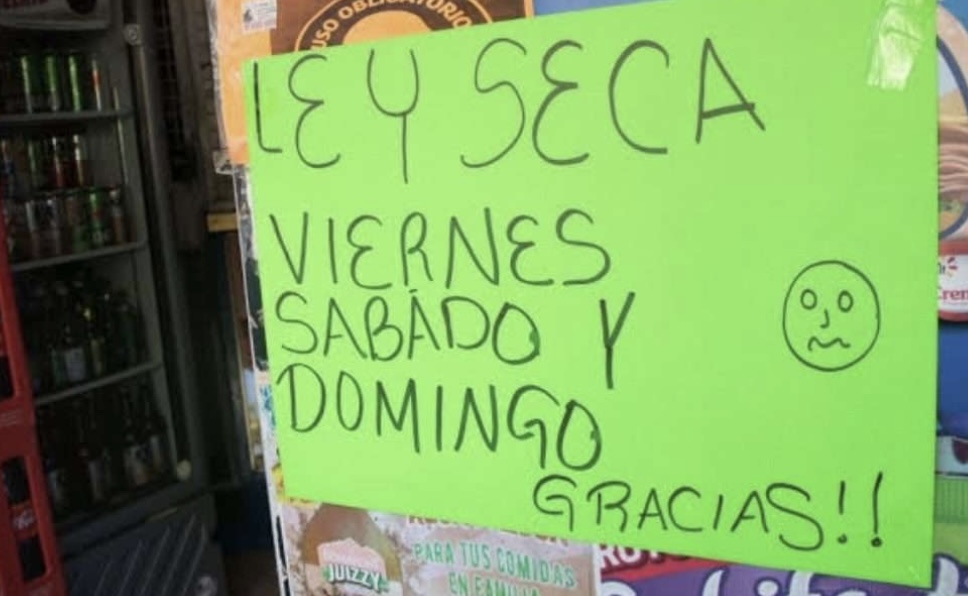 USO OBLIGATORIO
LEY SECA
VIERNES
SABÁDO Y
DOMINGO
GRACIAS!!
JUIZZY
PARA TUS COMIDAS
EN FAMILIA